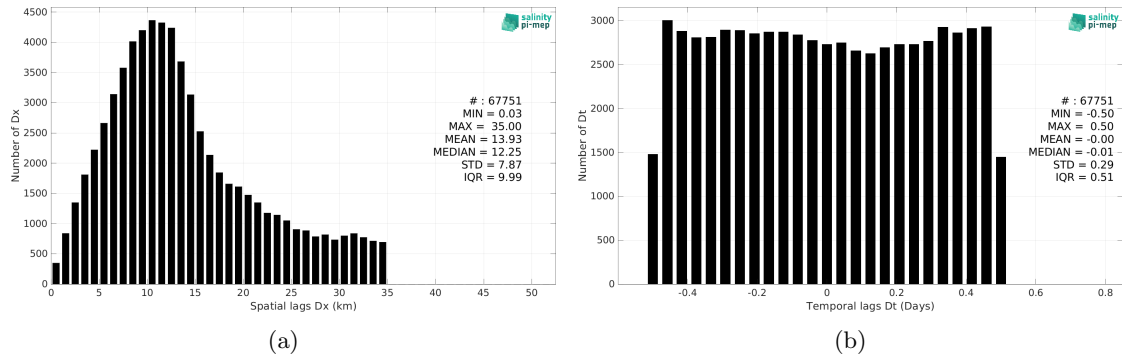 4500
4000
3500
3000
2500
2000
1500
1000
500
0
Number of Dx
salinity
pi-mep
# : 67751
MIN = 0.03
MAX = 35.00
MEAN = 13.93
MEDIAN = 12.25
STD = 7.87
IQR = 9.99
0 5 10 15 20 25 30 35 40 45 50
Spatial lags Dx (km)
(a)
3000
2500
2000
1500
1000
500
0
Number of Dt
salinity
pi-mep
# : 67751
MIN = -0.50
MAX = 0.50
MEAN = -0.00
MEDIAN = -0.01
STD = 0.29
IQR = 0.51
-0.4 -0.2 0 0.2 0.4 0.6 0.8
Temporal lags Dt (Days)
(b)